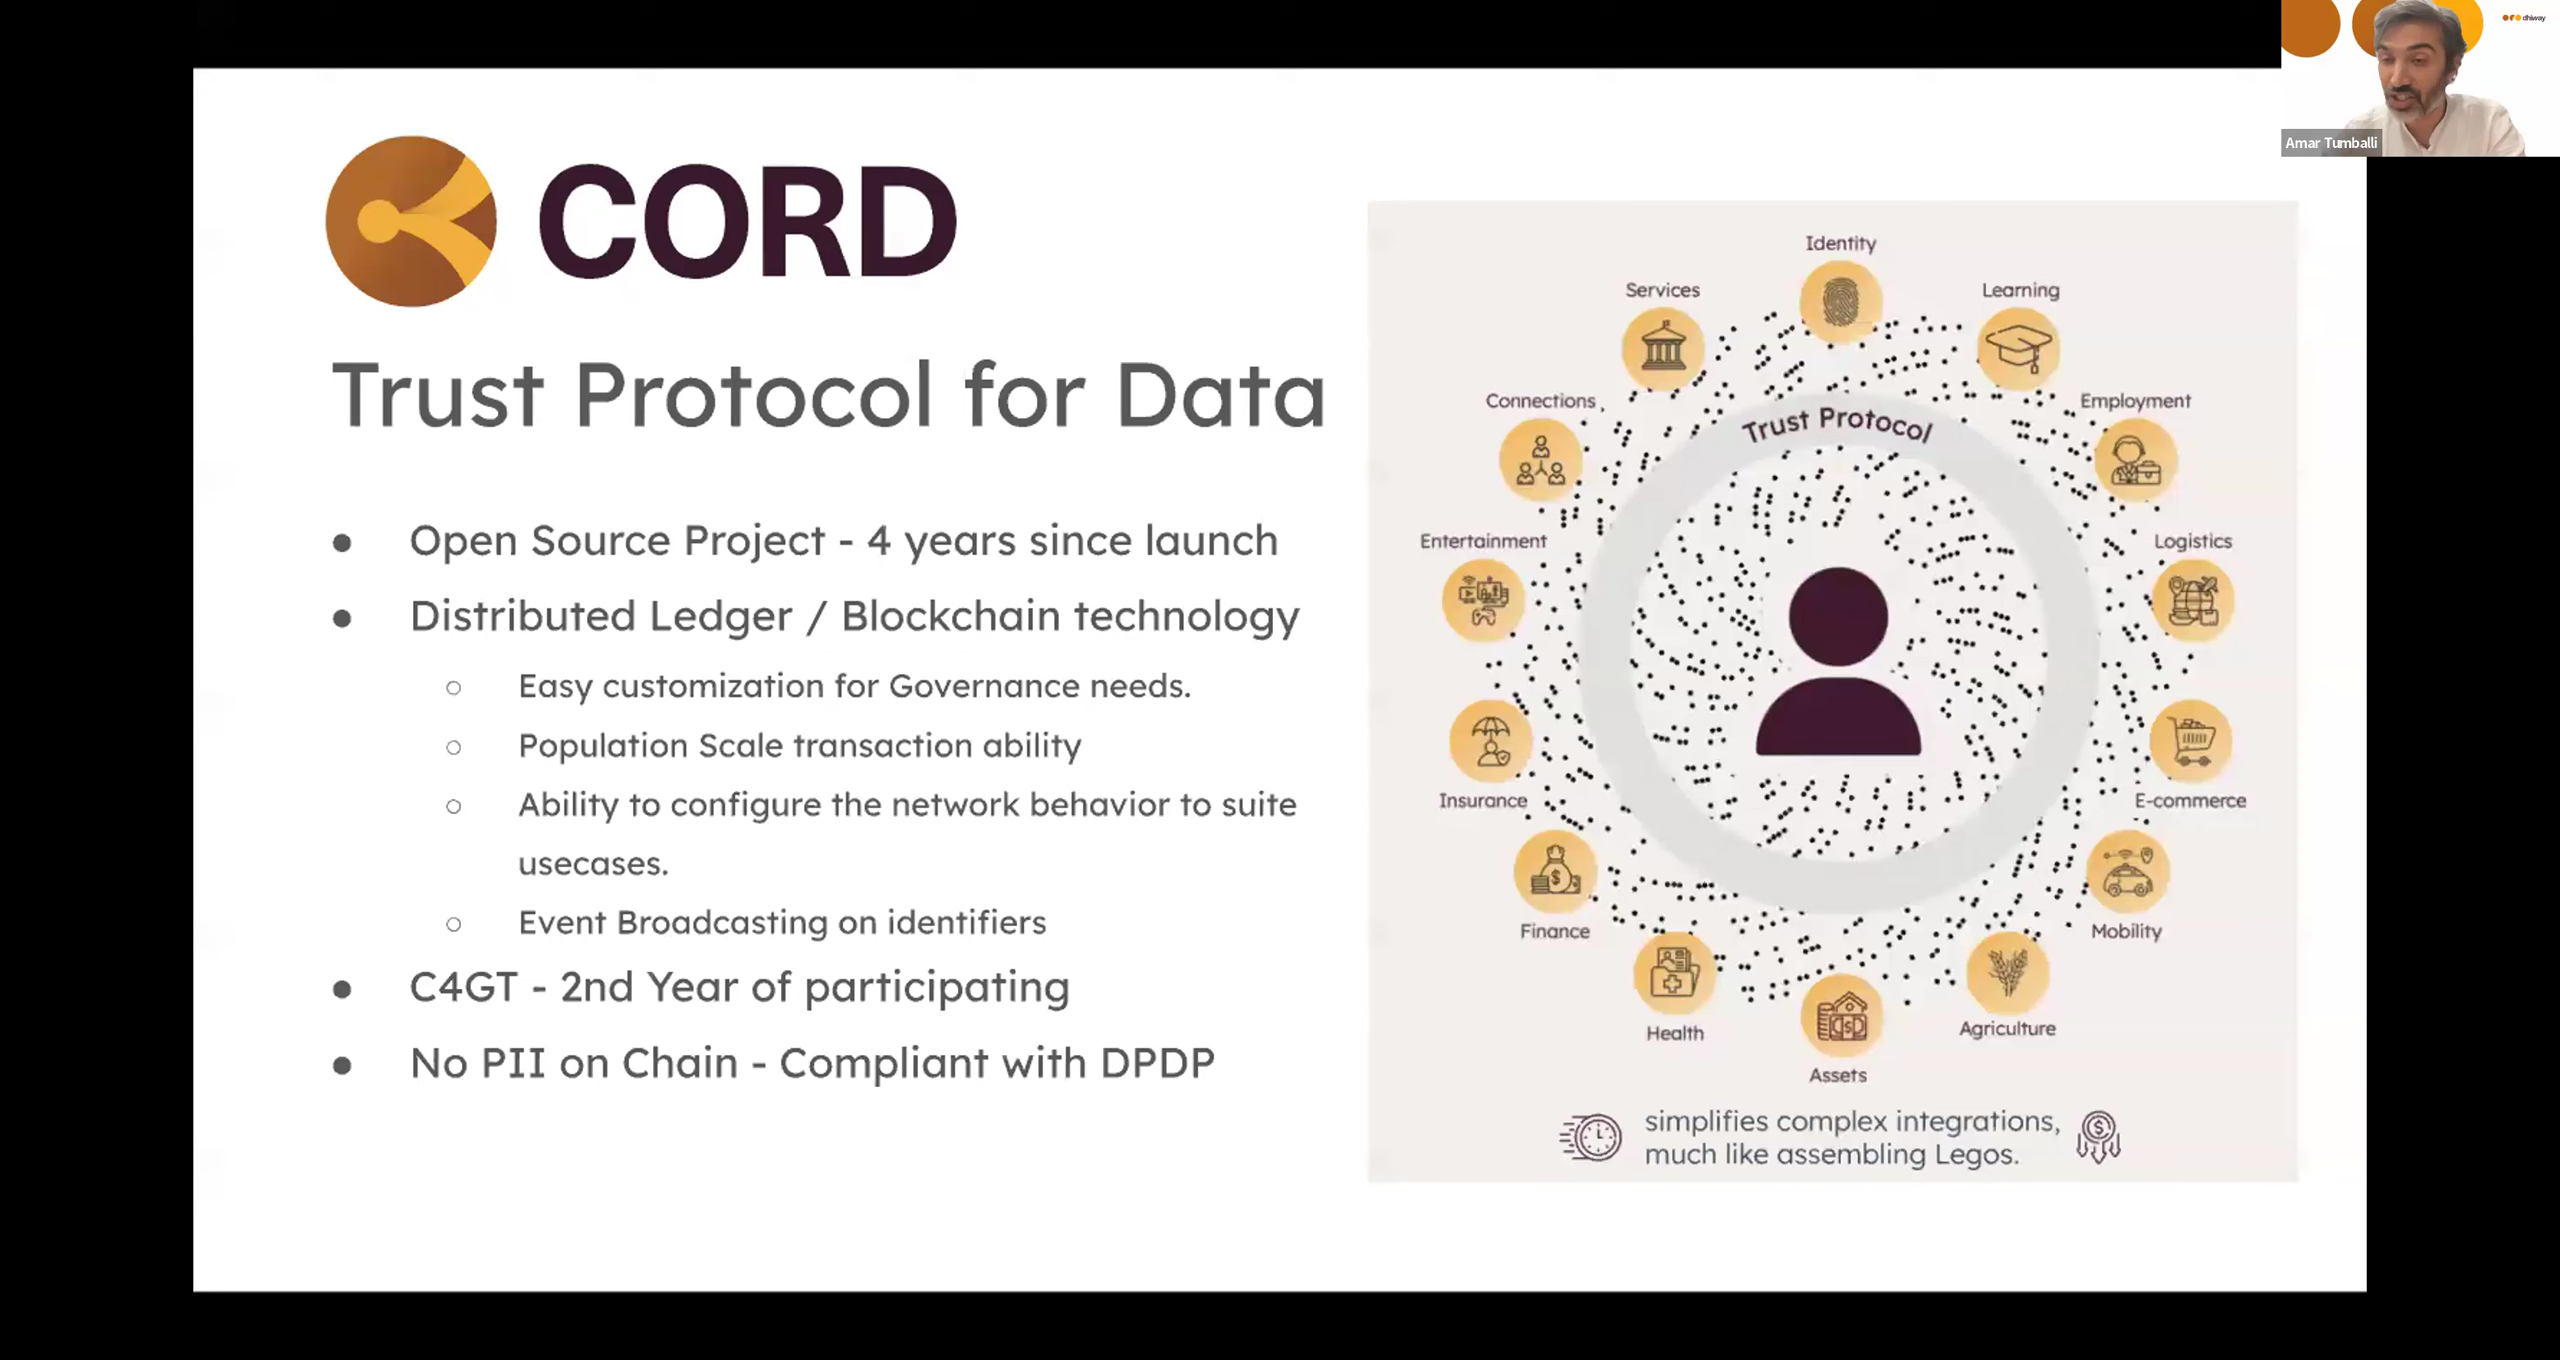 dhiway
Amar Tumballi
CORD
Trust Protocol for Data
● Open Source Project - 4 years since launch
● Distributed Ledger / Blockchain technology
○ Easy customization for Governance needs.
○ Population Scale transaction ability
○ Ability to configure the network behavior to suite
usecases.
○ Event Broadcasting on identifiers
● C4GT - 2nd Year of participating
● No PII on Chain - Compliant with DPDP
Identity
Services
Learning
Connections
Employment
Trust Protocol
Entertainment
Logistics
Insurance
E-commerce
Finance
Mobility
Health
Agriculture
Assets
simplifies complex integrations,
much like assembling Legos.